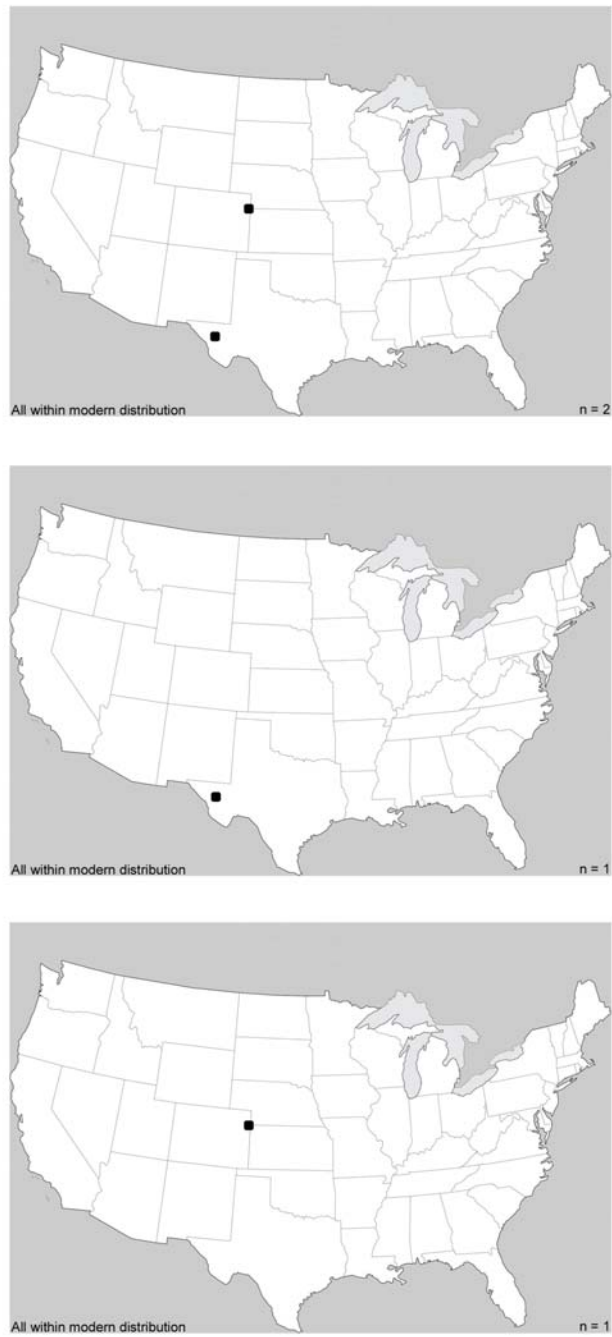 All within modern distribution n = 2
All within modern distribution n = 1
All within modern distribution n = 1